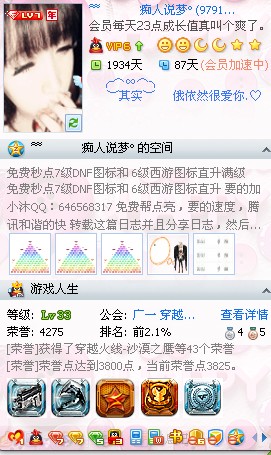 LV7 年
痴人说梦° (9791...
会员每天23点成长值真叫个爽了。
VIP6
1934天 87天(会员加速中)
其实 俄依然很爱你.♡
痴人说梦° 的空间
免费秒点7级DNF图标和 6级西游图标直升满级
免费秒点7级DNF图标和 6级西游图标直升 要的加
小沐QQ：646568317 免费帮点亮，要的速度，腾
讯和谐的快 转载这篇日志并且分享日志，然后...
游戏人生
等级: Lv33 公会: 广一 穿越... 查看详情
荣誉: 4275 排名: 前2.1% 4 5
[荣誉]获得了穿越火线-沙漠之鹰等43个荣誉
[荣誉]荣誉点达到3800点，当前荣誉点3825。